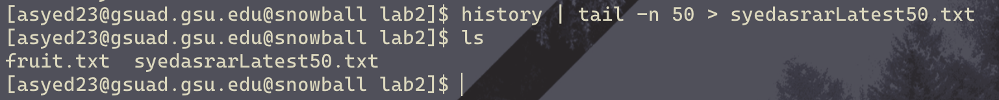 [asyed23@gsuad.gsu.edu@snowball lab2]$ history | tail -n 50 > syedasrarLatest50.txt
[asyed23@gsuad.gsu.edu@snowball lab2]$ ls
fruit.txt  syedasrarLatest50.txt
[asyed23@gsuad.gsu.edu@snowball lab2]$